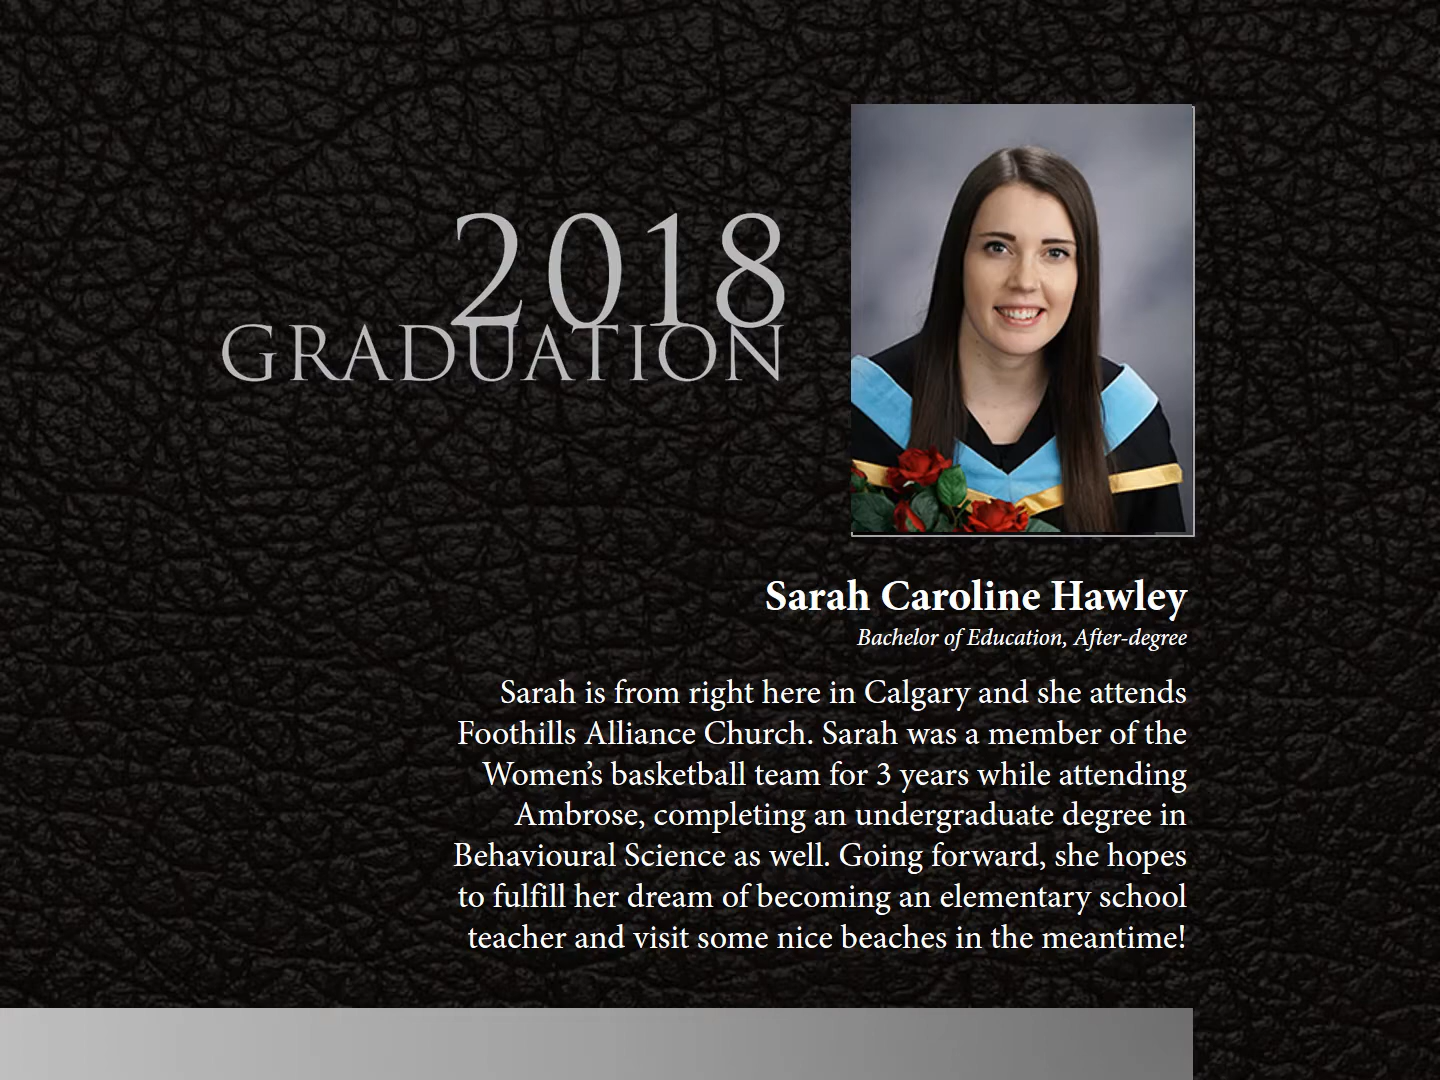 2018
GRADUATION
Sarah Caroline Hawley
Bachelor of Education, After-degree
Sarah is from right here in Calgary and she attends
Foothills Alliance Church. Sarah was a member of the
Women’s basketball team for 3 years while attending
Ambrose, completing an undergraduate degree in
Behavioural Science as well. Going forward, she hopes
to fulfill her dream of becoming an elementary school
teacher and visit some nice beaches in the meantime!